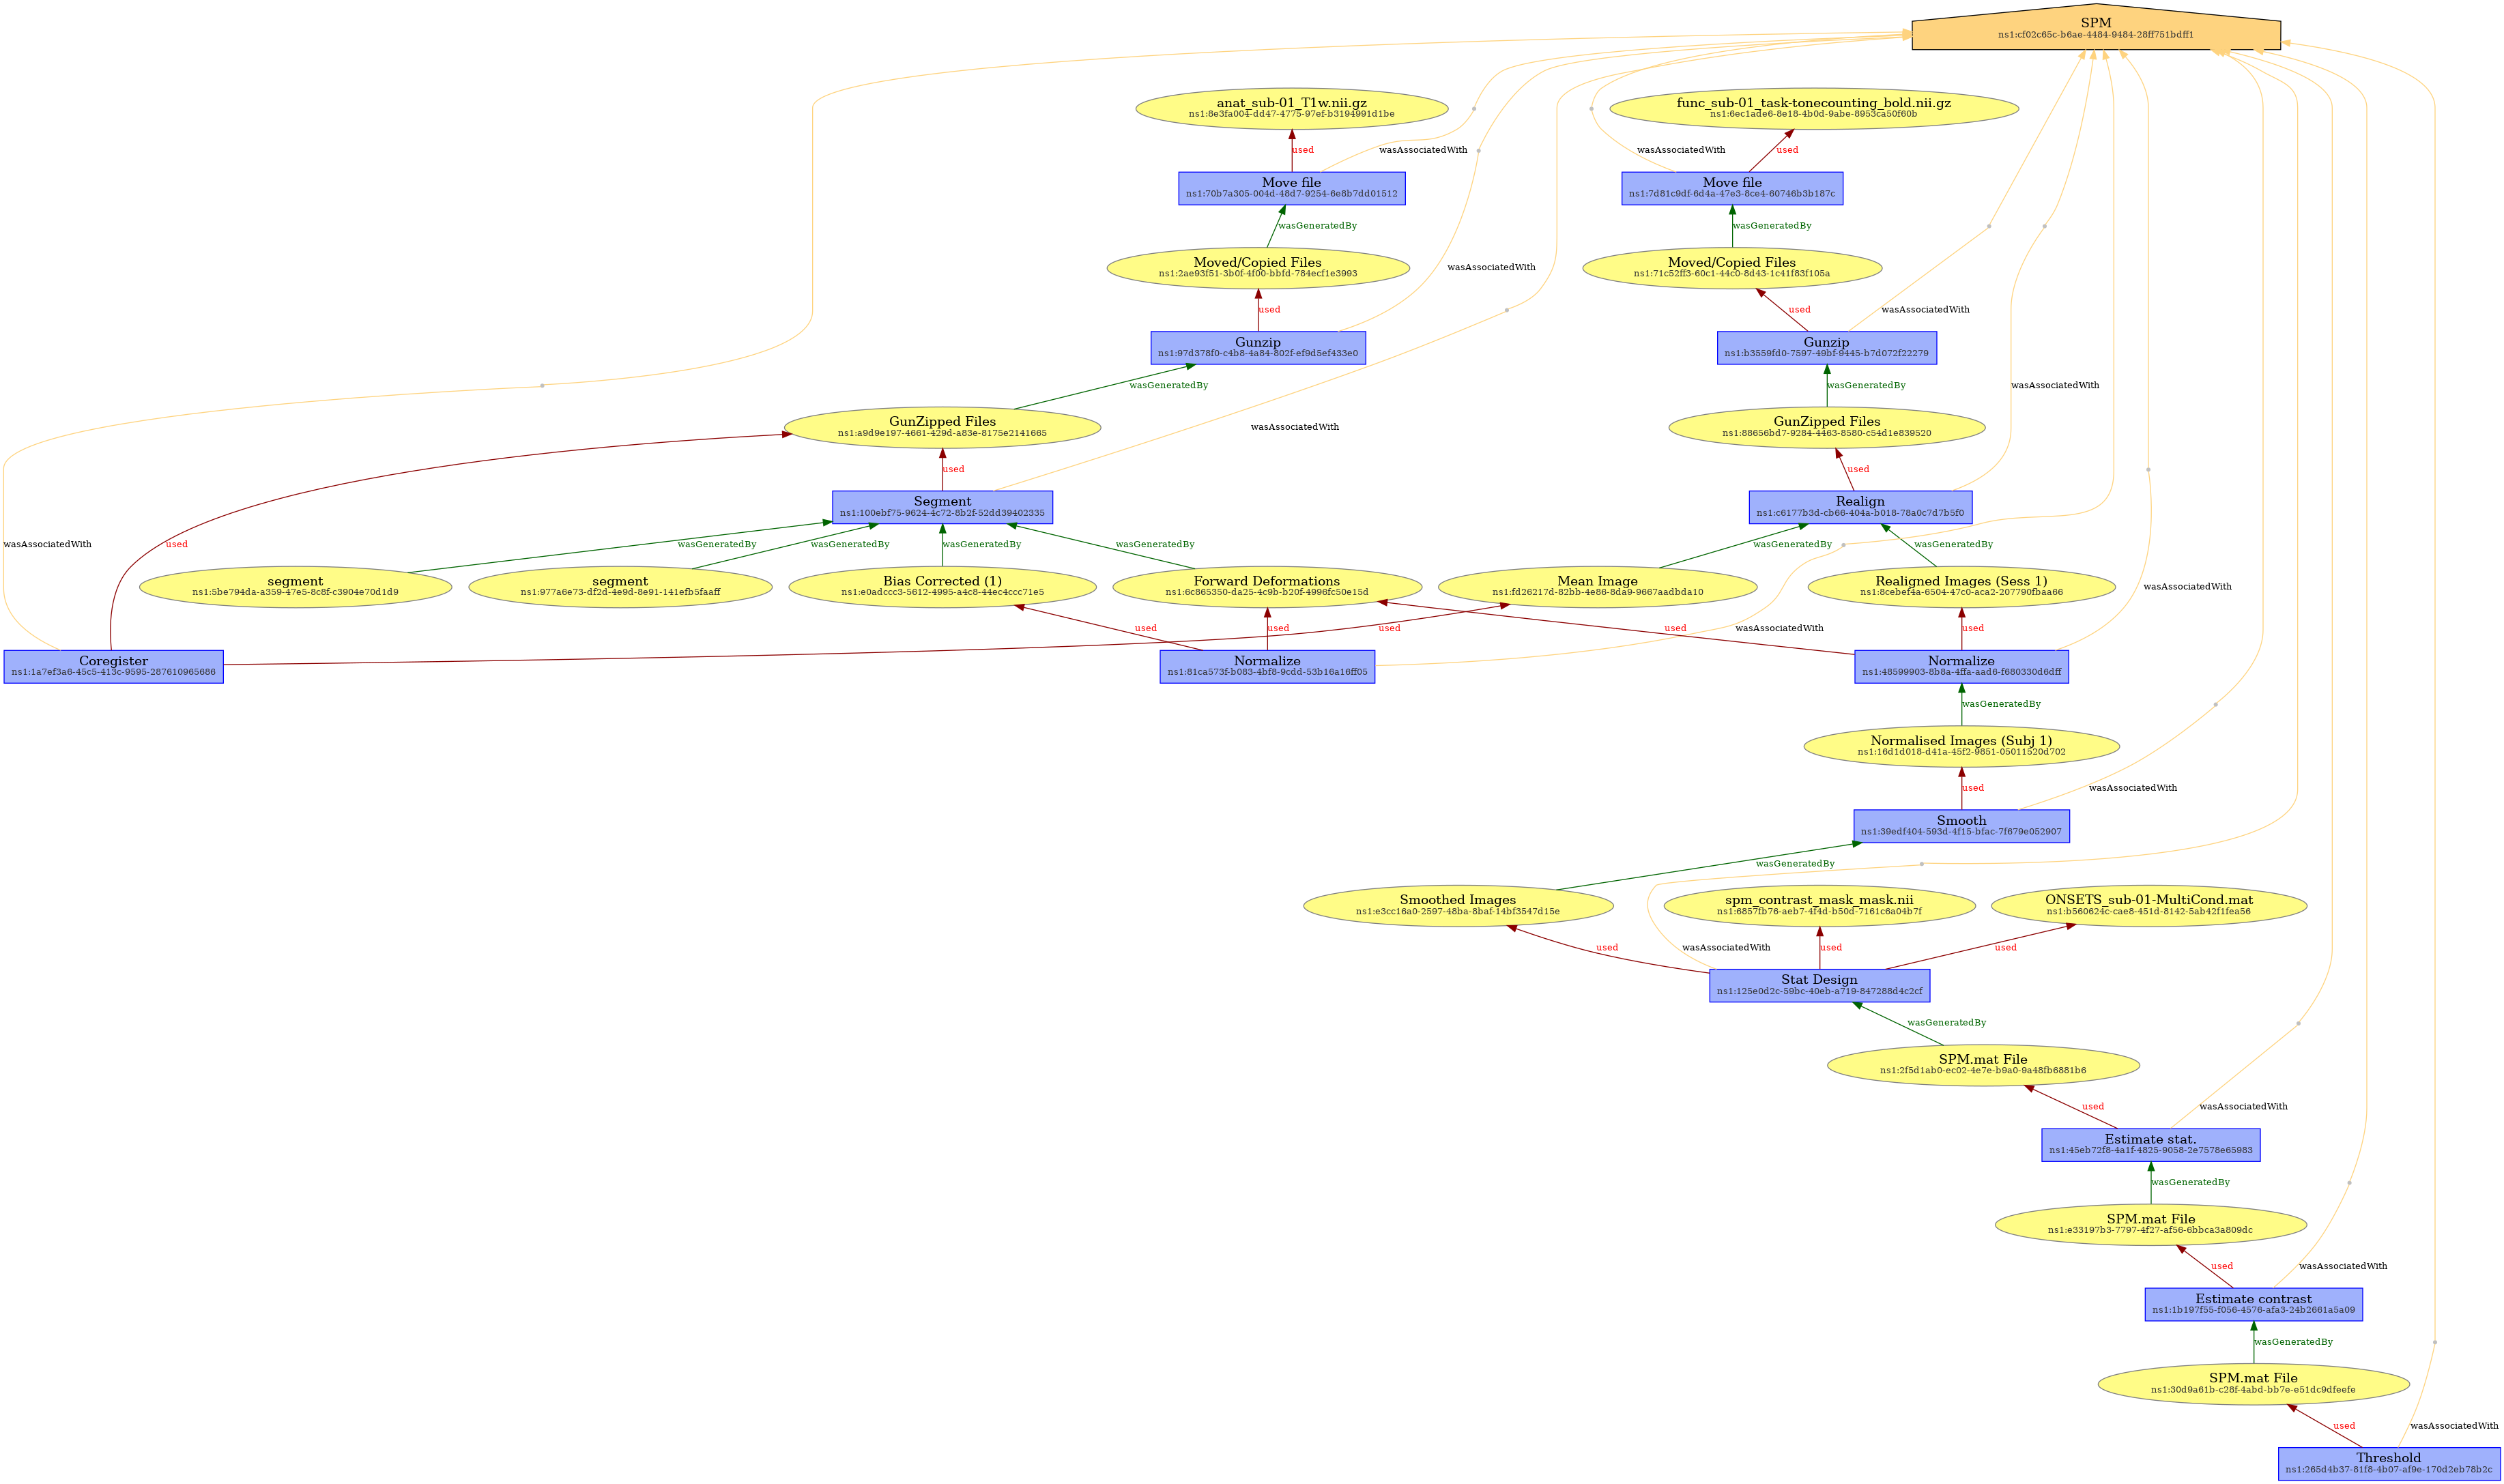 SPM
ns1:cf02c65c-b6ae-4484-9484-28ff751bdff1
anat_sub-01_T1w.nii.gz
ns1:8e3fa004-dd47-4775-97ef-b3194991d1be
func_sub-01_task-tonecounting_bold.nii.gz
ns1:6ec1ade6-8e18-4b0d-9abe-8953ca50f60b
used
wasAssociatedWith
wasAssociatedWith
used
Move file
ns1:70b7a305-004d-48d7-9254-6e8b7dd01512
Move file
ns1:7d81c9df-6d4a-47e3-8ce4-60746b3b187c
wasGeneratedBy
wasGeneratedBy
Moved/Copied Files
ns1:2ae93f51-3b0f-4f00-bbfd-784ecf1e3993
wasAssociatedWith
Moved/Copied Files
ns1:71c52ff3-60c1-44c0-8d43-1c41f83f105a
used
used
wasAssociatedWith
Gunzip
ns1:97d378f0-c4b8-4a84-802f-ef9d5ef433e0
Gunzip
ns1:b3559fd0-7597-49bf-9445-b7d072f22279
wasGeneratedBy
wasGeneratedBy
wasAssociatedWith
GunZipped Files
ns1:a9d9e197-4661-429d-a83e-8175e2141665
wasAssociatedWith
GunZipped Files
ns1:88656bd7-9284-4463-8580-c54d1e839520
used
used
Segment
ns1:100ebf75-9624-4c72-8b2f-52dd39402335
Realign
ns1:c6177b3d-cb66-404a-b018-78a0c7d7b5f0
wasAssociatedWith
used
wasGeneratedBy
wasGeneratedBy
wasGeneratedBy
wasGeneratedBy
wasGeneratedBy
wasGeneratedBy
segment
ns1:5be794da-a359-47e5-8c8f-c3904e70d1d9
segment
ns1:977a6e73-df2d-4e9d-8e91-141efb5faaff
Bias Corrected (1)
ns1:e0adccc3-5612-4995-a4c8-44ec4ccc71e5
Forward Deformations
ns1:6c865350-da25-4c9b-b20f-4996fc50e15d
Mean Image
ns1:fd26217d-82bb-4e86-8da9-9667aadbda10
Realigned Images (Sess 1)
ns1:8cebef4a-6504-47c0-aca2-207790fbaa66
wasAssociatedWith
used
used
used
used
wasAssociatedWith
used
Coregister
ns1:1a7ef3a6-45c5-413c-9595-287610965686
Normalize
ns1:81ca573f-b083-4bf8-9cdd-53b16a16ff05
Normalize
ns1:48599903-8b8a-4ffa-aad6-f680330d6dff
wasGeneratedBy
Normalised Images (Subj 1)
ns1:16d1d018-d41a-45f2-9851-05011520d702
used
wasAssociatedWith
Smooth
ns1:39edf404-593d-4f15-bfac-7f679e052907
wasGeneratedBy
Smoothed Images
ns1:e3cc16a0-2597-48ba-8baf-14bf3547d15e
spm_contrast_mask_mask.nii
ns1:6857fb76-aeb7-4f4d-b50d-7161c6a04b7f
ONSETS_sub-01-MultiCond.mat
ns1:b560624c-cae8-451d-8142-5ab42f1fea56
used
wasAssociatedWith
used
used
Stat Design
ns1:125e0d2c-59bc-40eb-a719-847288d4c2cf
wasGeneratedBy
SPM.mat File
ns1:2f5d1ab0-ec02-4e7e-b9a0-9a48fb6881b6
used
wasAssociatedWith
Estimate stat.
ns1:45eb72f8-4a1f-4825-9058-2e7578e65983
wasGeneratedBy
SPM.mat File
ns1:e33197b3-7797-4f27-af56-6bbca3a809dc
used
wasAssociatedWith
Estimate contrast
ns1:1b197f55-f056-4576-afa3-24b2661a5a09
wasGeneratedBy
SPM.mat File
ns1:30d9a61b-c28f-4abd-bb7e-e51dc9dfeefe
used
wasAssociatedWith
Threshold
ns1:265d4b37-81f8-4b07-af9e-170d2eb78b2c